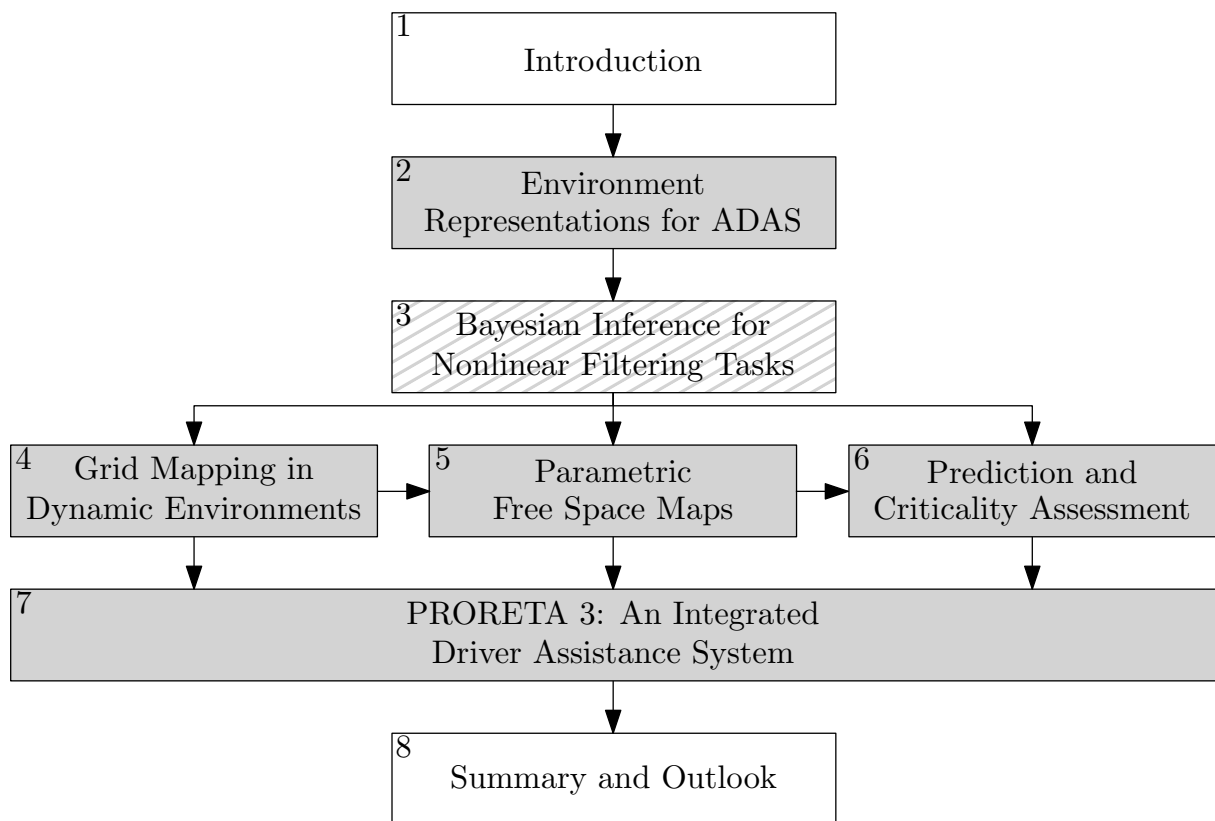 1
Introduction
2
Environment
Representations for ADAS
3
Bayesian Inference for
Nonlinear Filtering Tasks
4
Grid Mapping in
Dynamic Environments
5
Parametric
Free Space Maps
6
Prediction and
Criticality Assessment
7
PRORETA 3: An Integrated
Driver Assistance System
8
Summary and Outlook